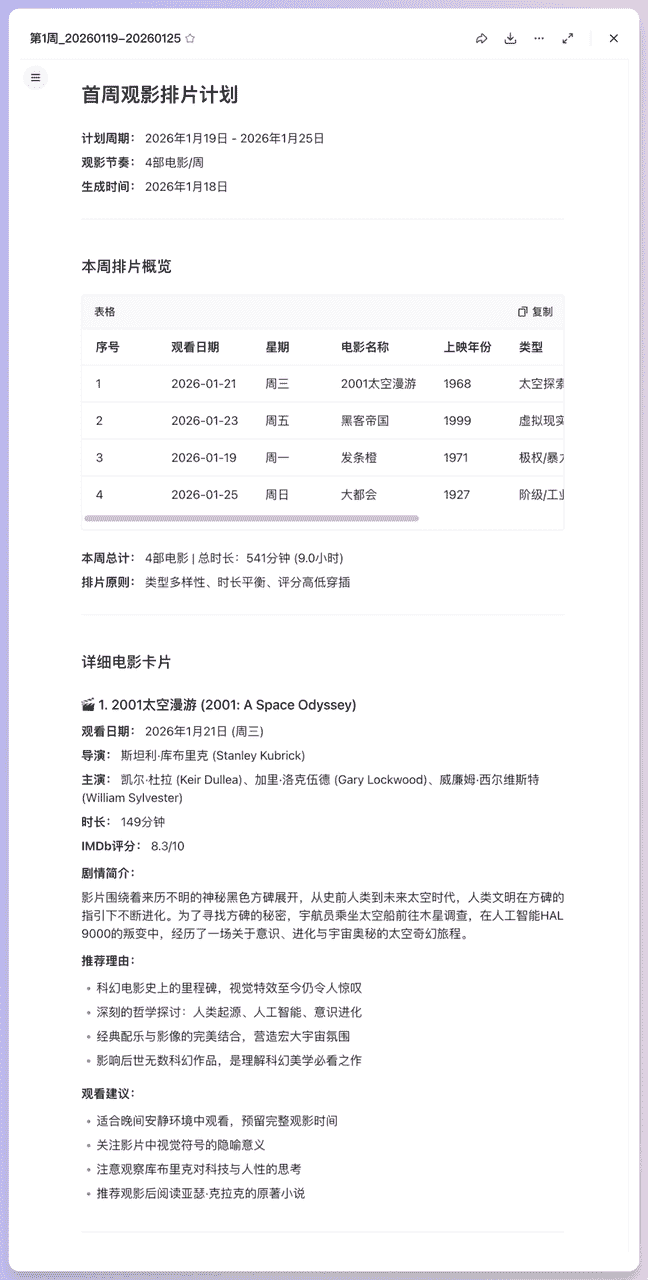 第1周_20260119–20260125
首周观影排片计划
计划周期： 2026年1月19日 - 2026年1月25日
观影节奏： 4部电影/周
生成时间： 2026年1月18日
本周排片概览
表格 复制
序号 观看日期 星期 电影名称 上映年份 类型
1 2026-01-21 周三 2001太空漫游 1968 太空探索
2 2026-01-23 周五 黑客帝国 1999 虚拟现实
3 2026-01-19 周一 发条橙 1971 极权/暴力
4 2026-01-25 周日 大都会 1927 阶级/工业
本周总计： 4部电影 | 总时长：541分钟 (9.0小时)
排片原则： 类型多样性、时长平衡、评分高低穿插
详细电影卡片
🎬 1. 2001太空漫游 (2001: A Space Odyssey)
观看日期： 2026年1月21日 (周三)
导演： 斯坦利·库布里克 (Stanley Kubrick)
主演： 凯尔·杜拉 (Keir Dullea)、加里·洛克伍德 (Gary Lockwood)、威廉姆·西尔维斯特
(William Sylvester)
时长： 149分钟
IMDb评分： 8.3/10
剧情简介：
影片围绕着来历不明的神秘黑色方碑展开，从史前人类到未来太空时代，人类文明在方碑的
指引下不断进化。为了寻找方碑的秘密，宇航员乘坐太空船前往木星调查，在人工智能HAL
9000的叛变中，经历了一场关于意识、进化与宇宙奥秘的太空奇幻旅程。
推荐理由：
• 科幻电影史上的里程碑，视觉特效至今仍令人惊叹
• 深刻的哲学探讨：人类起源、人工智能、意识进化
• 经典配乐与影像的完美结合，营造宏大宇宙氛围
• 影响后世无数科幻作品，是理解科幻美学必看之作
观看建议：
• 适合晚间安静环境中观看，预留完整观影时间
• 关注影片中视觉符号的隐喻意义
• 注意观察库布里克对科技与人性的思考
• 推荐观影后阅读亚瑟·克拉克的原著小说